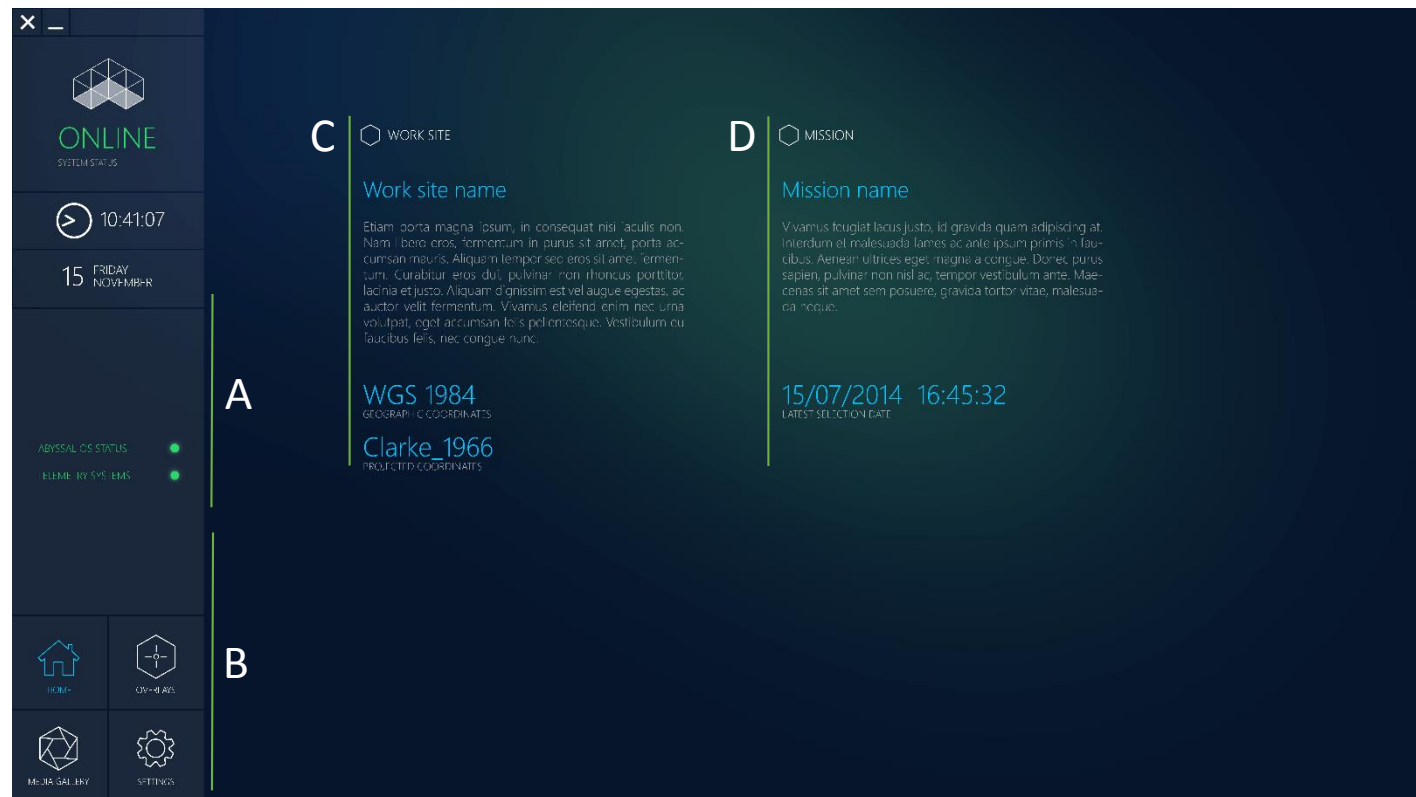 ONLINE
SYSTEM STATUS
10:41:07
15 FRIDAY
NOVEMBER
A
ABYSSAL OS STATUS
TELEMETRY SYSTEMS
B
HOME
OVERLAYS
MEDIA GALLERY
SETTINGS
C
WORK SITE
Work site name
Etiam porta magna ipsum, in consequat nisi iaculis non.
Nam libero eros, fermentum in purus sit amet, porta ac-
cumsan mauris. Aliquam tempor sed eros sit amet fermen-
tum. Curabitur eros dui, pulvinar non rhoncus porttitor,
lacinia et justo. Aliquam dignissim est vel augue egestas, ac
auctor velit fermentum. Vivamus eleifend enim nec urna
volutpat, eget accumsan felis pellentesque. Vestibulum eu
faucibus felis, nec congue nunc.
WGS 1984
GEOGRAPHIC COORDINATES
Clarke_1966
PROJECTED COORDINATES
D
MISSION
Mission name
Vivamus feugiat lacus justo, id gravida quam adipiscing at.
Interdum et malesuada fames ac ante ipsum primis in fau-
cibus. Aenean ultrices eget magna a congue. Donec purus
sapien, pulvinar non nisl ac, tempor vestibulum ante. Mae-
cenas sit amet sem posuere, gravida tortor vitae, malesua-
da neque.
15/07/2014 16:45:32
LATEST SELECTION DATE